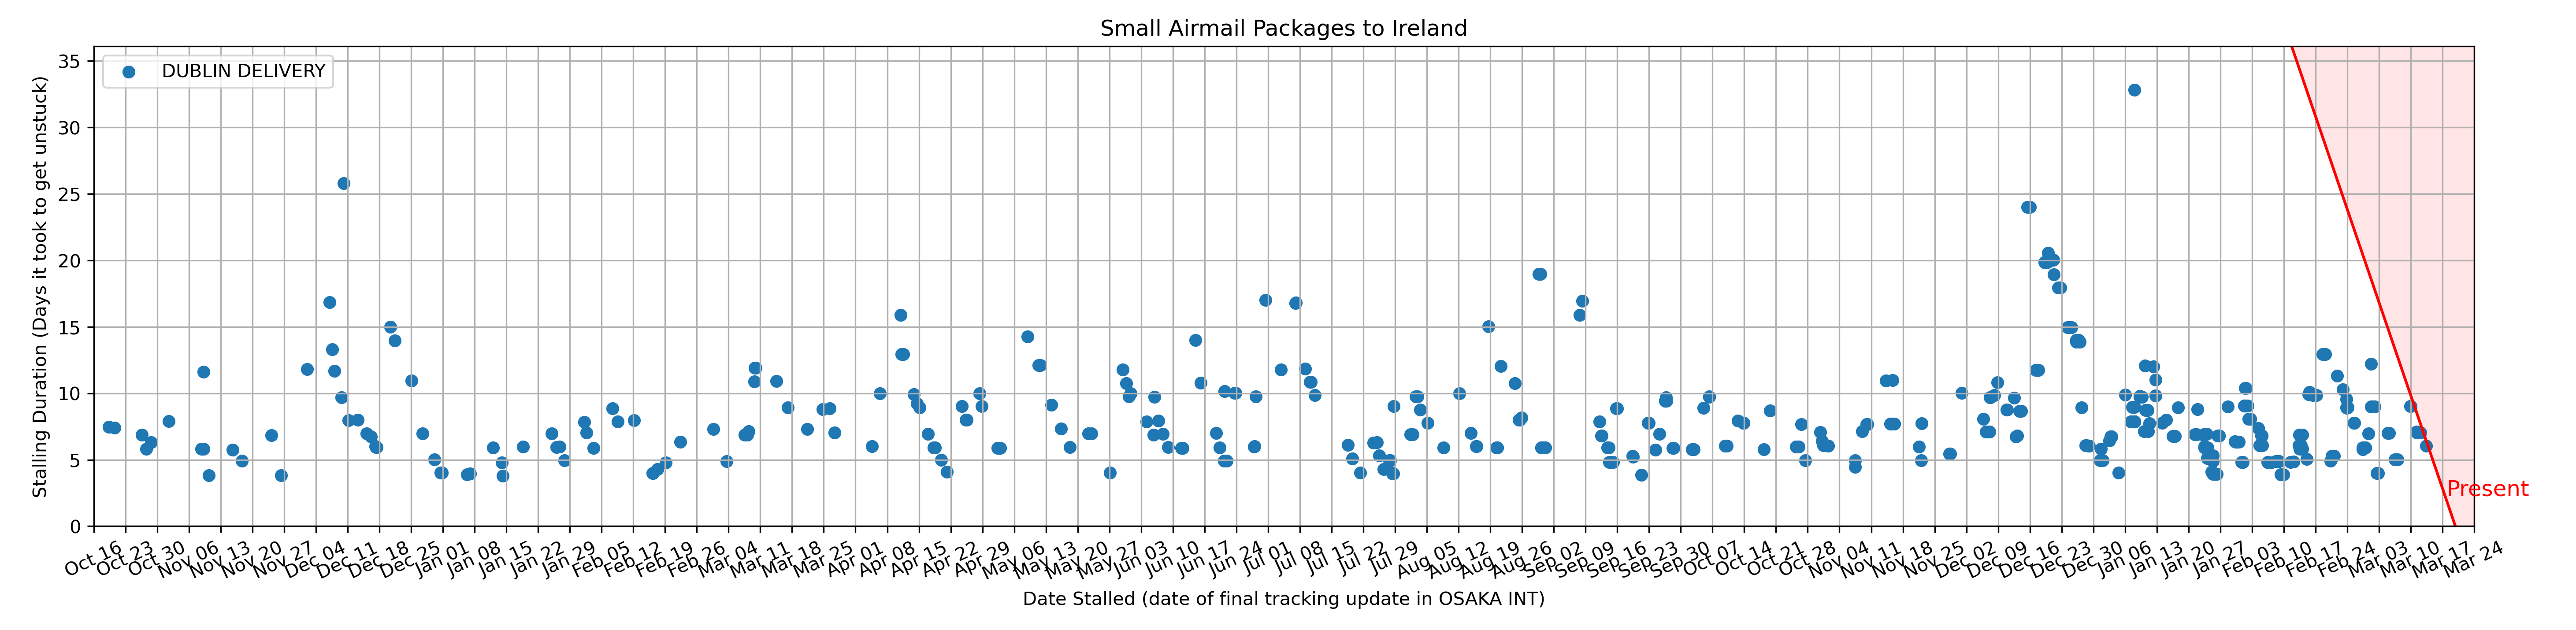 Small Airmail Packages to Ireland
DUBLIN DELIVERY
Stalling Duration (Days it took to get unstuck)
35
30
25
20
15
10
5
0
Present
Oct 16 Oct 23 Oct 30 Nov 06 Nov 13 Nov 20 Nov 27 Dec 04 Dec 11 Dec 18 Dec 25 Jan 01 Jan 08 Jan 15 Jan 22 Jan 29 Feb 05 Feb 12 Feb 19 Feb 26 Mar 04 Mar 11 Mar 18 Mar 25 Apr 01 Apr 08 Apr 15 Apr 22 Apr 29 May 06 May 13 May 20 May 27 Jun 03 Jun 10 Jun 17 Jun 24 Jul 01 Jul 08 Jul 15 Jul 22 Jul 29 Aug 05 Aug 12 Aug 19 Aug 26 Sep 02 Sep 09 Sep 16 Sep 23 Sep 30 Oct 07 Oct 14 Oct 21 Oct 28 Nov 04 Nov 11 Nov 18 Nov 25 Dec 02 Dec 09 Dec 16 Dec 23 Dec 30 Jan 06 Jan 13 Jan 20 Jan 27 Feb 03 Feb 10 Feb 17 Feb 24 Mar 03 Mar 10 Mar 17 Mar 24
Date Stalled (date of final tracking update in OSAKA INT)